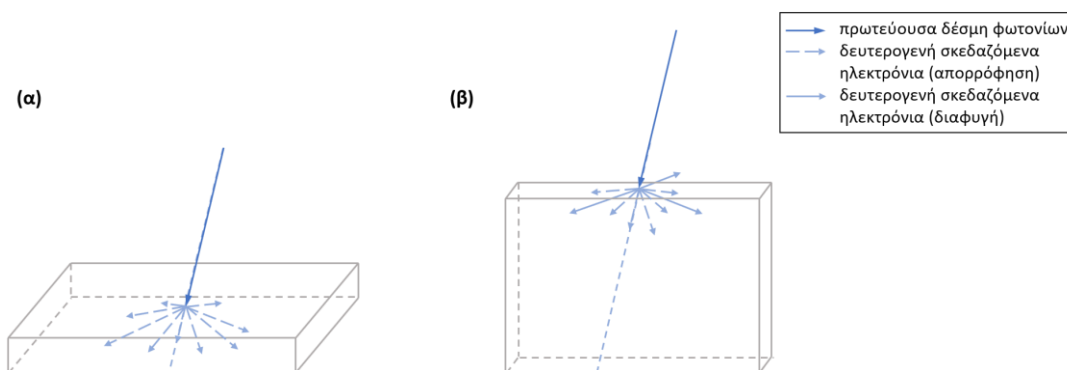 (α)
(β)
πρωτεύουσα δέσμη φωτονίων
δευτερογενή σκεδαζόμενα
ηλεκτρόνια (απορρόφηση)
δευτερογενή σκεδαζόμενα
ηλεκτρόνια (διαφυγή)